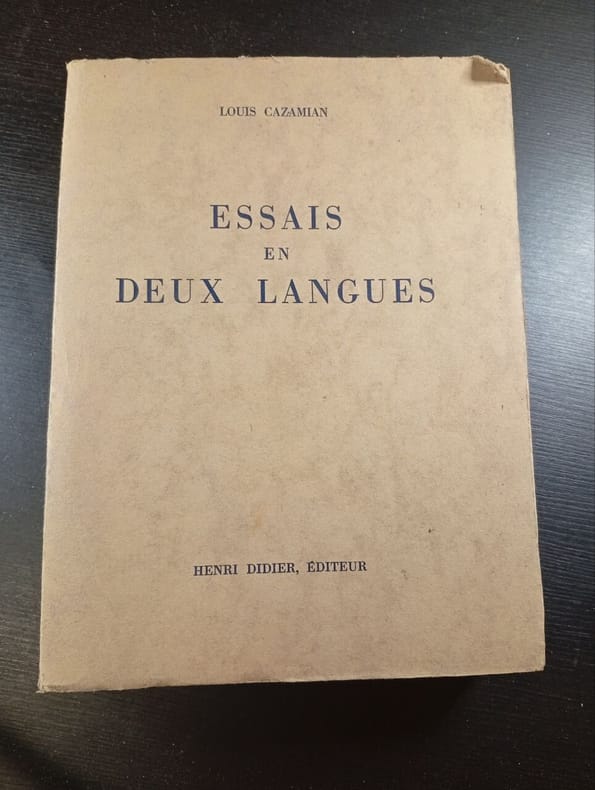 LOUIS CAZAMIAN
ESSAIS
EN
DEUX LANGUES
HENRI DIDIER, ÉDITEUR